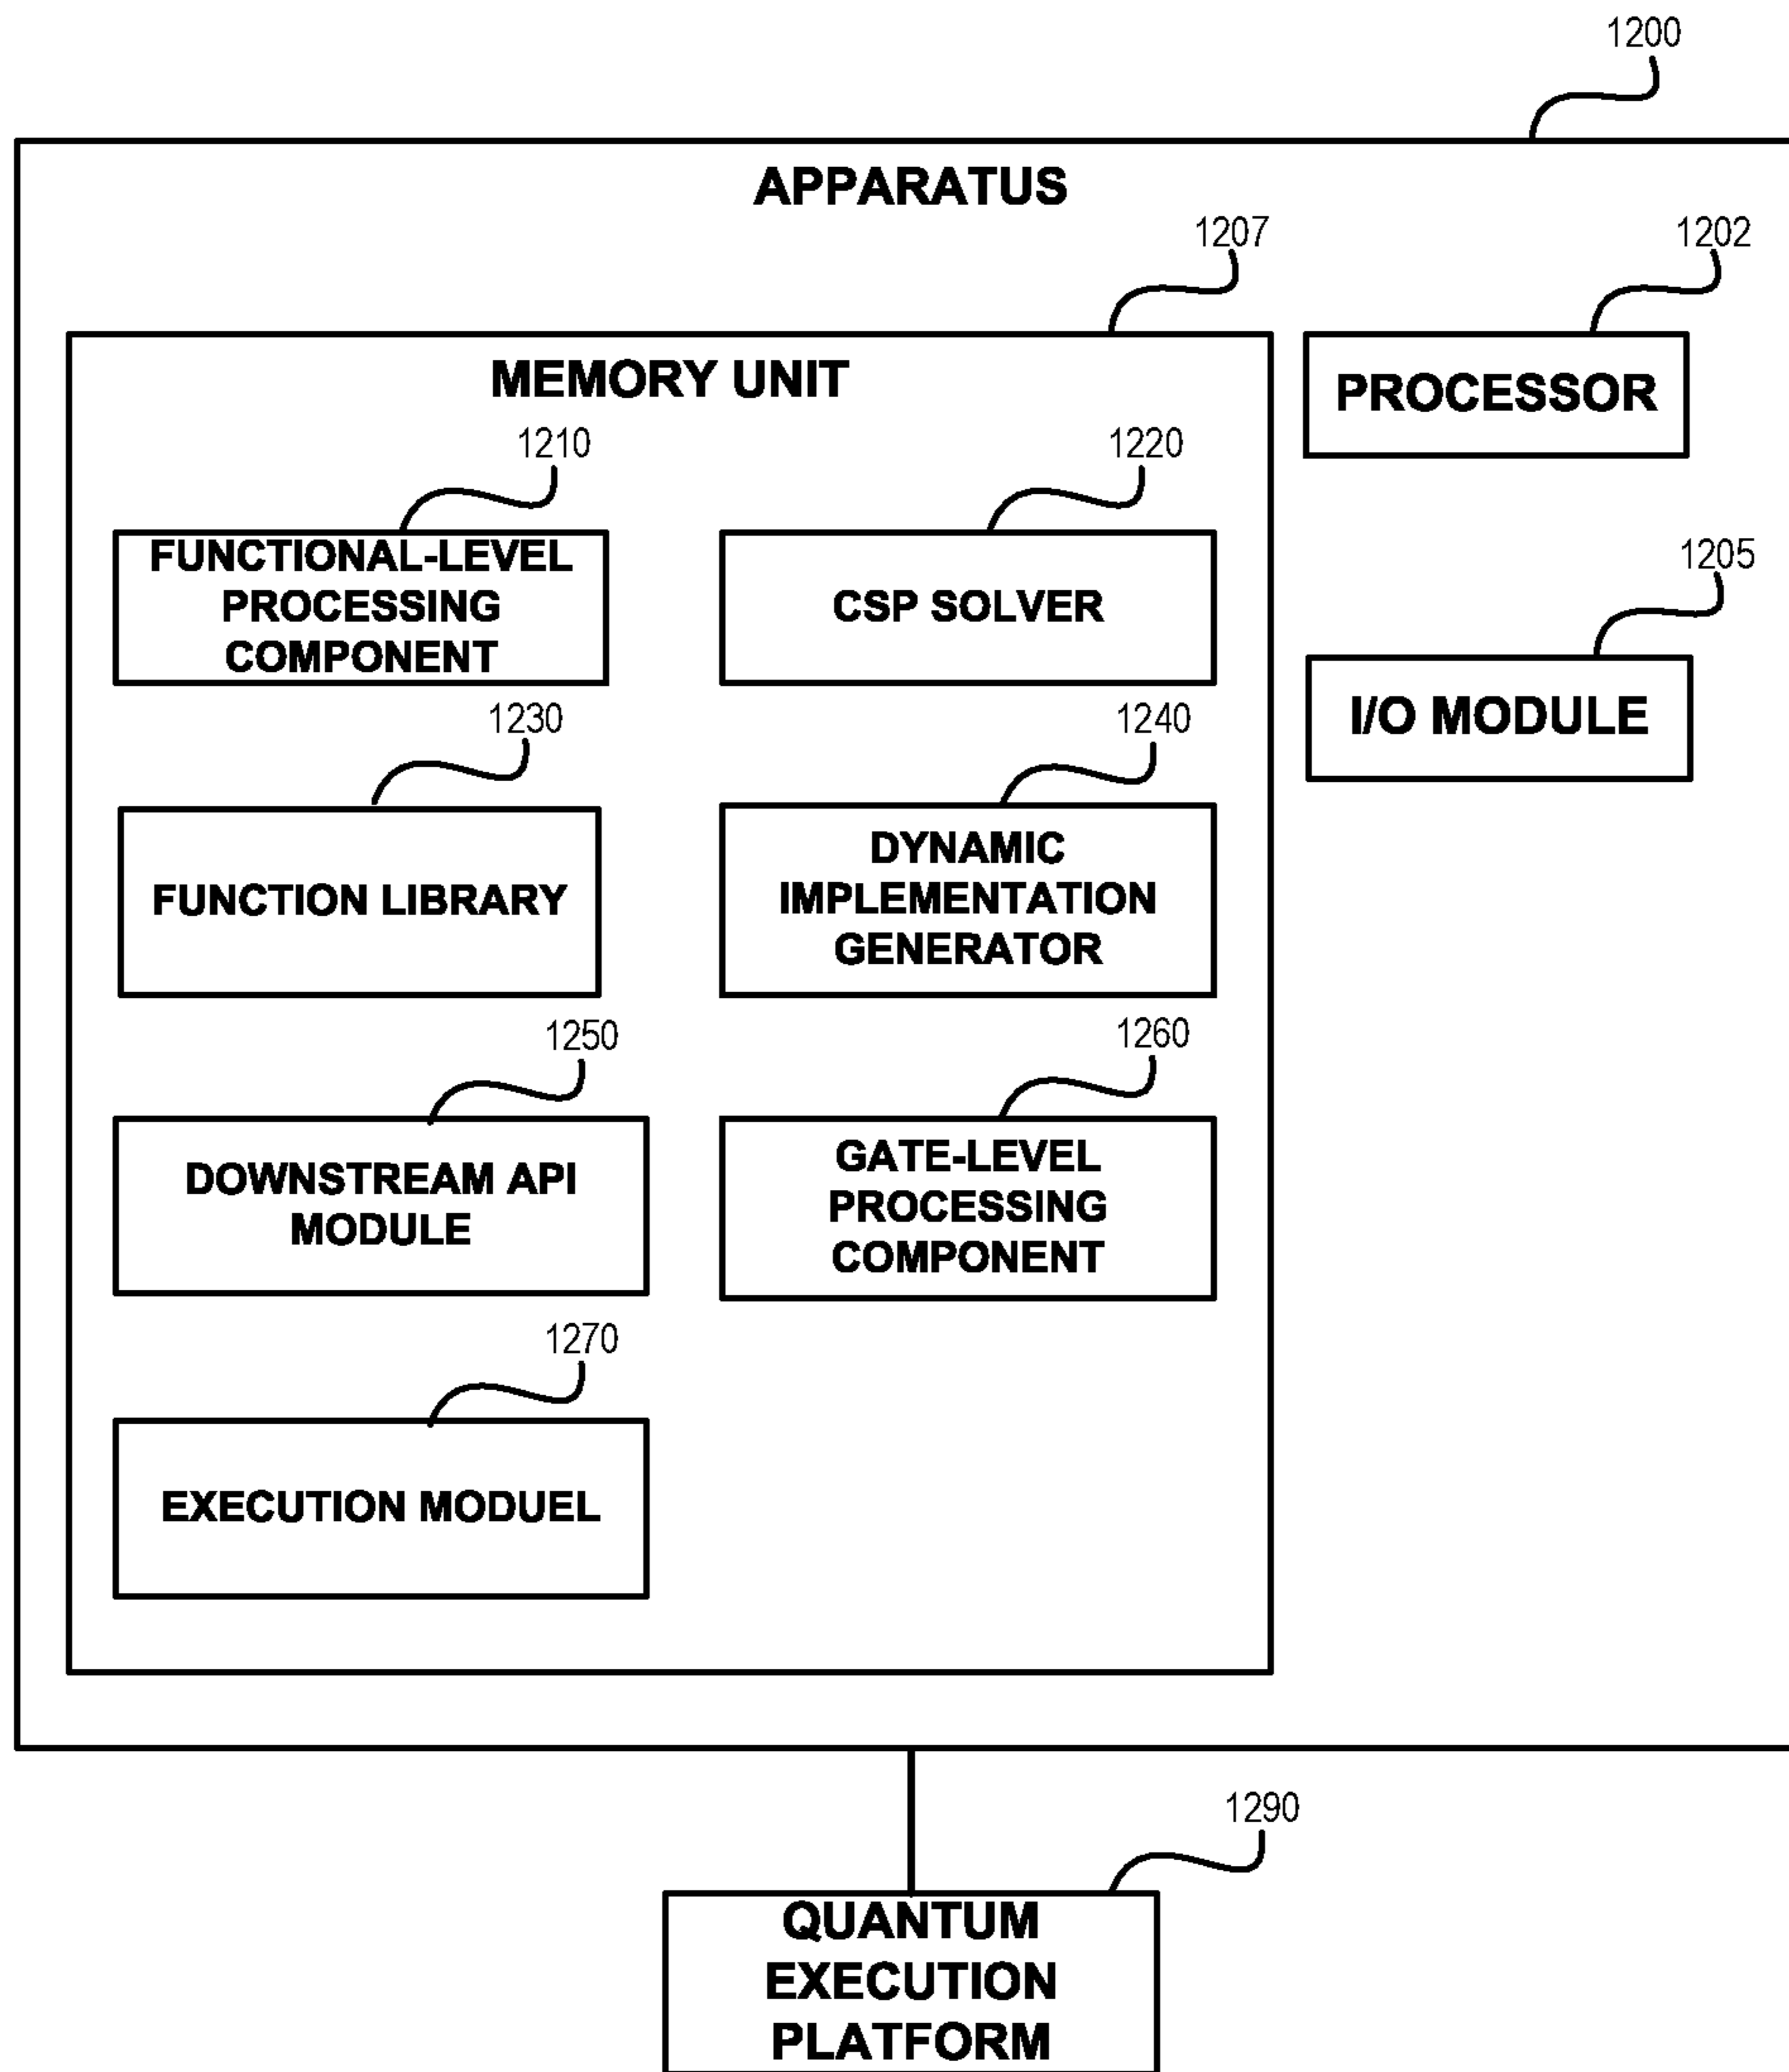 1200
APPARATUS
1207
1202
MEMORY UNIT
PROCESSOR
1210
1220
FUNCTIONAL-LEVEL
PROCESSING
COMPONENT
CSP SOLVER
1205
I/O MODULE
1230
1240
FUNCTION LIBRARY
DYNAMIC
IMPLEMENTATION
GENERATOR
1250
1260
DOWNSTREAM API
MODULE
GATE-LEVEL
PROCESSING
COMPONENT
1270
EXECUTION MODUEL
1290
QUANTUM
EXECUTION
PLATFORM